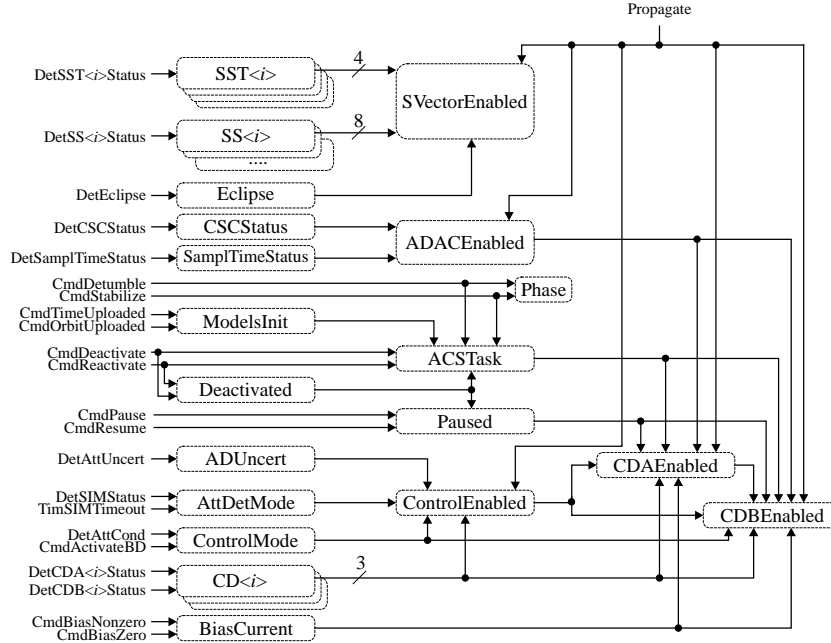 Propagate
DetSST<i>Status
SST<i>
4
SVectorEnabled
DetSS<i>Status
SS<i>
8
....
DetEclipse
Eclipse
DetCSCStatus
CSCStatus
ADACEnabled
DetSamplTimeStatus
SamplTimeStatus
CmdDetumble
CmdStabilize
Phase
CmdTimeUploaded
CmdOrbitUploaded
ModelsInit
CmdDeactivate
CmdReactivate
ACSTask
Deactivated
CmdPause
CmdResume
Paused
DetAttUncert
ADUncert
CDAEnabled
DetSIMStatus
TimSIMTimeout
AttDetMode
ControlEnabled
CDBEnabled
DetAttCond
CmdActivateBD
ControlMode
DetCDA<i>Status
DetCDB<i>Status
CD<i>
3
CmdBiasNonzero
CmdBiasZero
BiasCurrent